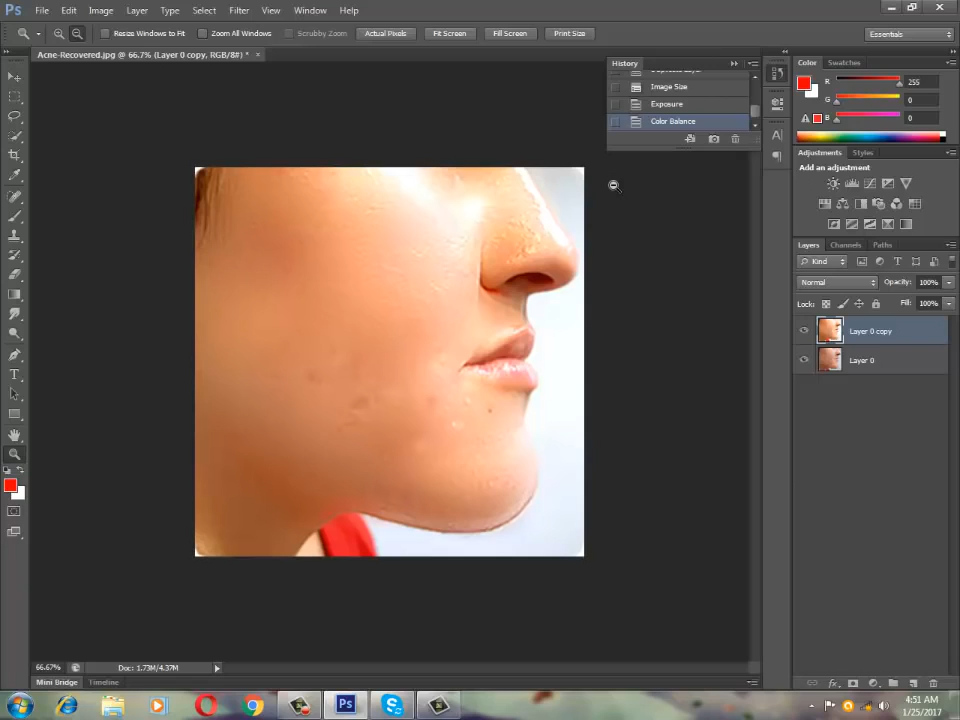 Ps File Edit Image Layer Type Select Filter View Window Help
Resize Windows to Fit Zoom All Windows Scrubby Zoom Actual Pixels Fit Screen Fill Screen Print Size Essentials
Acne-Recovered.jpg @ 66.7% (Layer 0 copy, RGB/8#) * ×
History
Image Size
Exposure
Color Balance
Color Swatches
R 255
G 0
B 0
Adjustments Styles
Add an adjustment
Layers Channels Paths
Kind
Normal Opacity: 100%
Lock: Fill: 100%
Layer 0 copy
Layer 0
66.67% Doc: 1.73M/4.37M
Mini Bridge Timeline
Ps
4:51 AM
1/25/2017